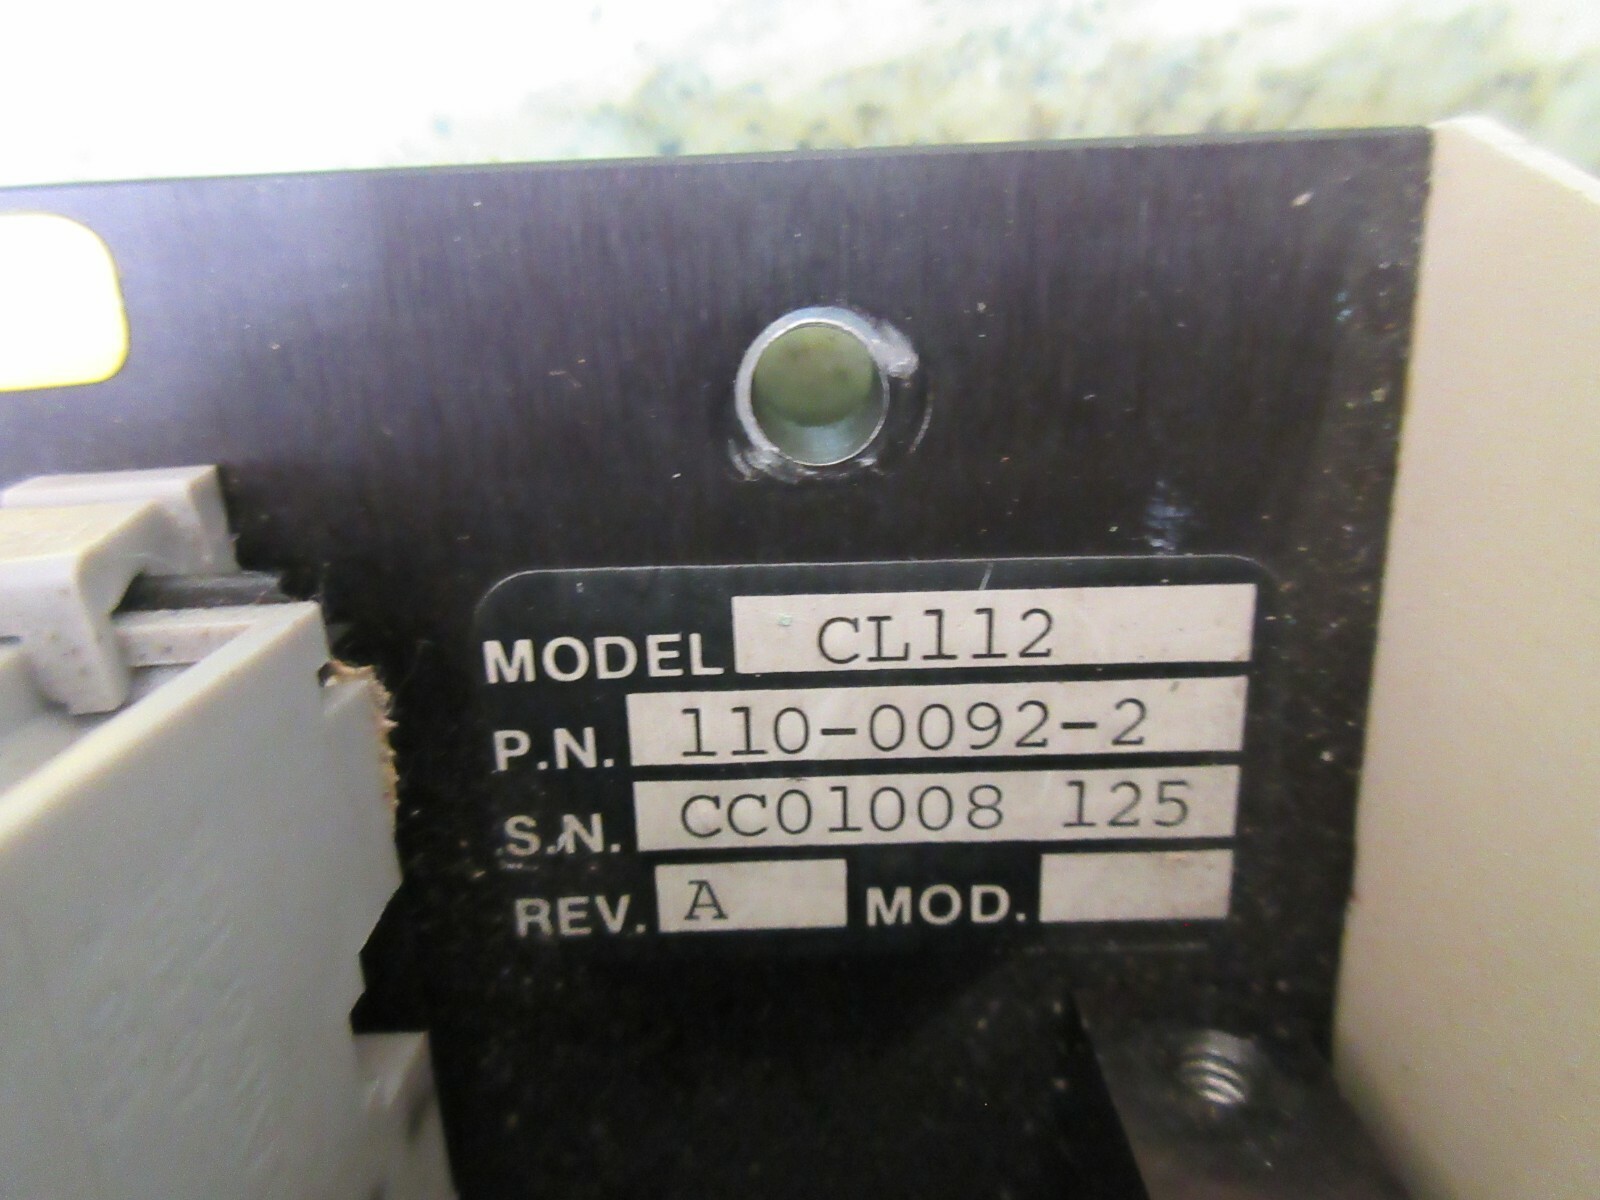 MODEL CL112
P.N. 110-0092-2
S.N. CC01008 125
REV. A MOD.